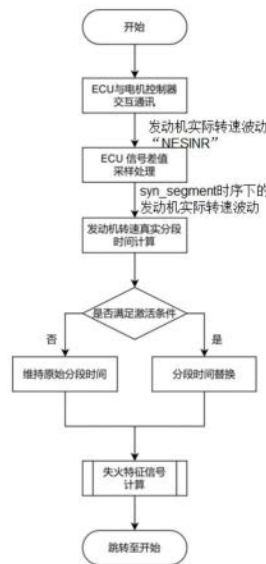 开始
ECU与电机控制器
交互通讯
发动机实际转速波动
“NESINR”
ECU 信号差值
采样处理
syn_segment时序下的
发动机实际转速波动
发动机转速真实分段
时间计算
是否满足激活条件
否
是
维持原始分段时间
分段时间替换
失火特征信号
计算
跳转至开始